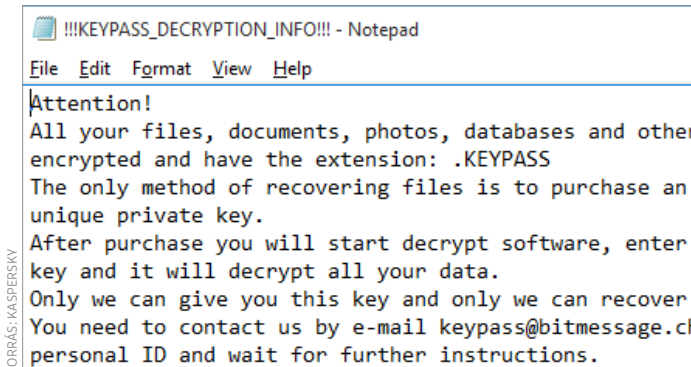 !!!KEYPASS_DECRYPTION_INFO!!! - Notepad
File Edit Format View Help
Attention!
All your files, documents, photos, databases and other
encrypted and have the extension: .KEYPASS
The only method of recovering files is to purchase an
unique private key.
After purchase you will start decrypt software, enter
key and it will decrypt all your data.
Only we can give you this key and only we can recover
You need to contact us by e-mail keypass@bitmessage.ch
personal ID and wait for further instructions.
ORRÁS: KASPERSKY